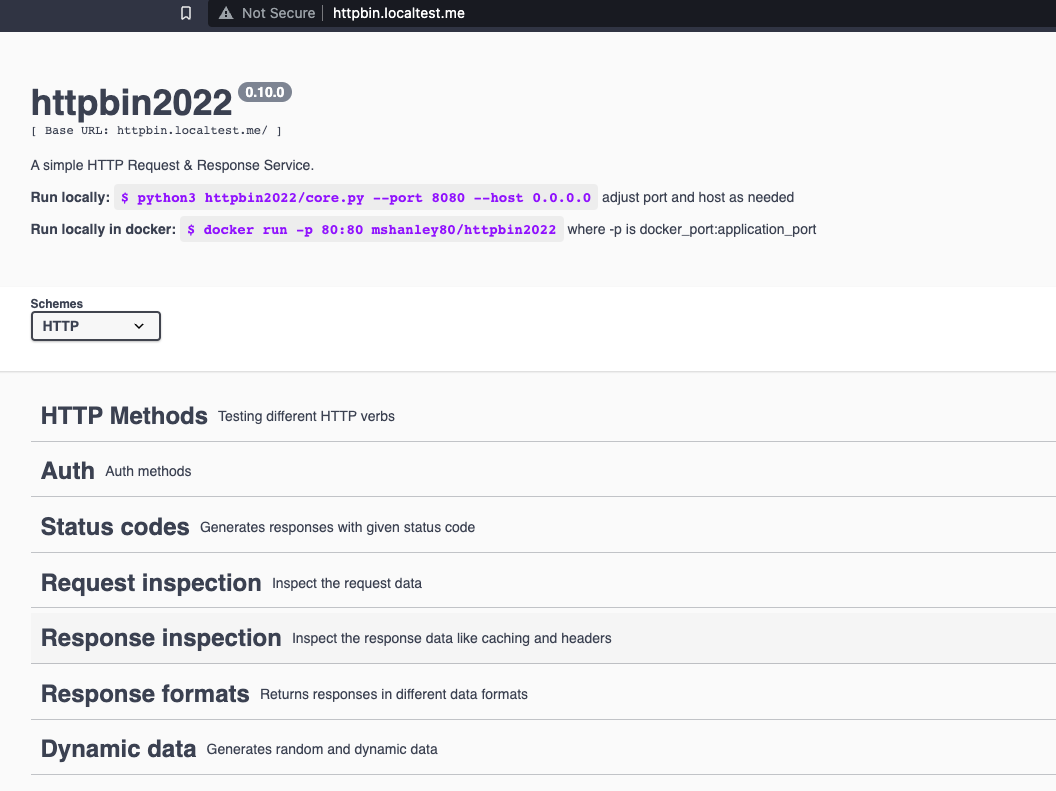 Not Secure | httpbin.localtest.me
httpbin2022 0.10.0
[ Base URL: httpbin.localtest.me/ ]
A simple HTTP Request & Response Service.
Run locally: $ python3 httpbin2022/core.py --port 8080 --host 0.0.0.0 adjust port and host as needed
Run locally in docker: $ docker run -p 80:80 mshanley80/httpbin2022 where -p is docker_port:application_port
Schemes
HTTP
HTTP Methods Testing different HTTP verbs
Auth Auth methods
Status codes Generates responses with given status code
Request inspection Inspect the request data
Response inspection Inspect the response data like caching and headers
Response formats Returns responses in different data formats
Dynamic data Generates random and dynamic data